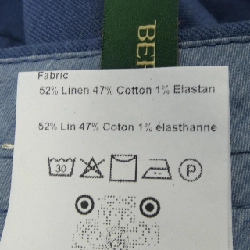 BER
Fabric
52% Linen 47% Cotton 1% Elastan
52% Lin 47% Coton 1% elasthanne
30
P